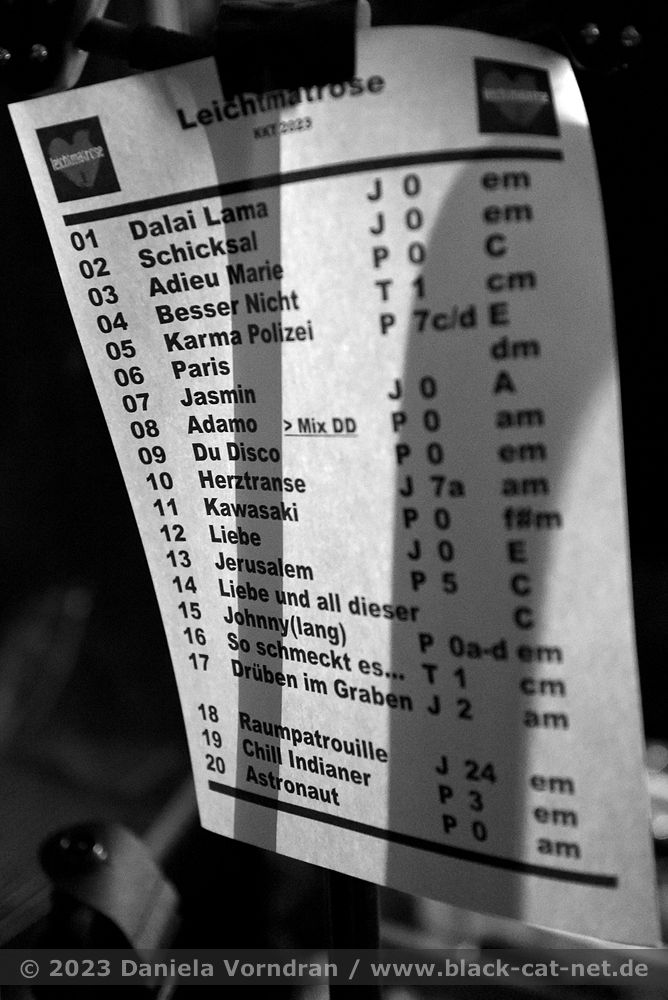 Leichtmatrose
KKT 2023
leichtmatrose
leichtmatrose
01 Dalai Lama J 0 em
02 Schicksal J 0 em
03 Adieu Marie P 0 C
04 Besser Nicht T 1 cm
05 Karma Polizei P 7c/d E
06 Paris dm
07 Jasmin J 0 A
08 Adamo > Mix DD P 0 am
09 Du Disco P 0 em
10 Herztranse J 7a am
11 Kawasaki P 0 f#m
12 Liebe J 0 E
13 Jerusalem P 5 C
14 Liebe und all dieser C
15 Johnny(lang) P 0a-d em
16 So schmeckt es... T 1 cm
17 Drüben im Graben J 2 am
18 Raumpatrouille J 24 em
19 Chill Indianer P 3 em
20 Astronaut P 0 am
© 2023 Daniela Vorndran / www.black-cat-net.de